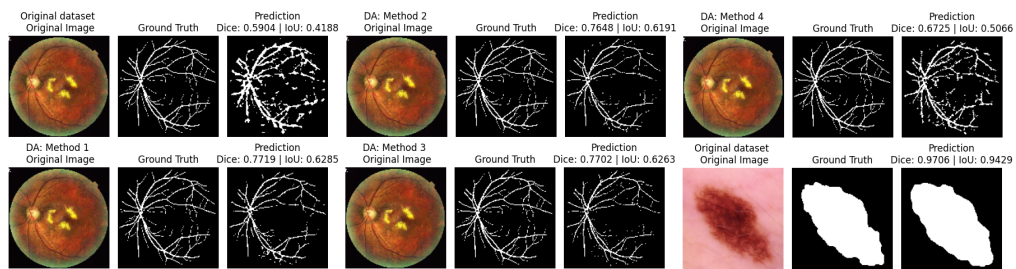 Original dataset
Original Image
Ground Truth
Prediction
Dice: 0.5904 | IoU: 0.4188
DA: Method 2
Original Image
Ground Truth
Prediction
Dice: 0.7648 | IoU: 0.6191
DA: Method 4
Original Image
Ground Truth
Prediction
Dice: 0.6725 | IoU: 0.5066
DA: Method 1
Original Image
Ground Truth
Prediction
Dice: 0.7719 | IoU: 0.6285
DA: Method 3
Original Image
Ground Truth
Prediction
Dice: 0.7702 | IoU: 0.6263
Original dataset
Original Image
Ground Truth
Prediction
Dice: 0.9706 | IoU: 0.9429